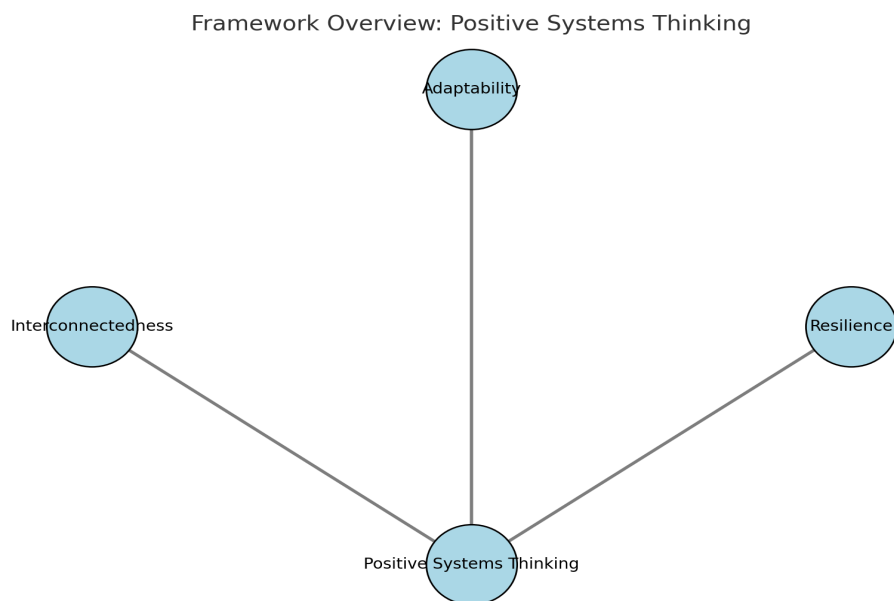 Framework Overview: Positive Systems Thinking
Adaptability
Interconnectedness
Resilience
Positive Systems Thinking